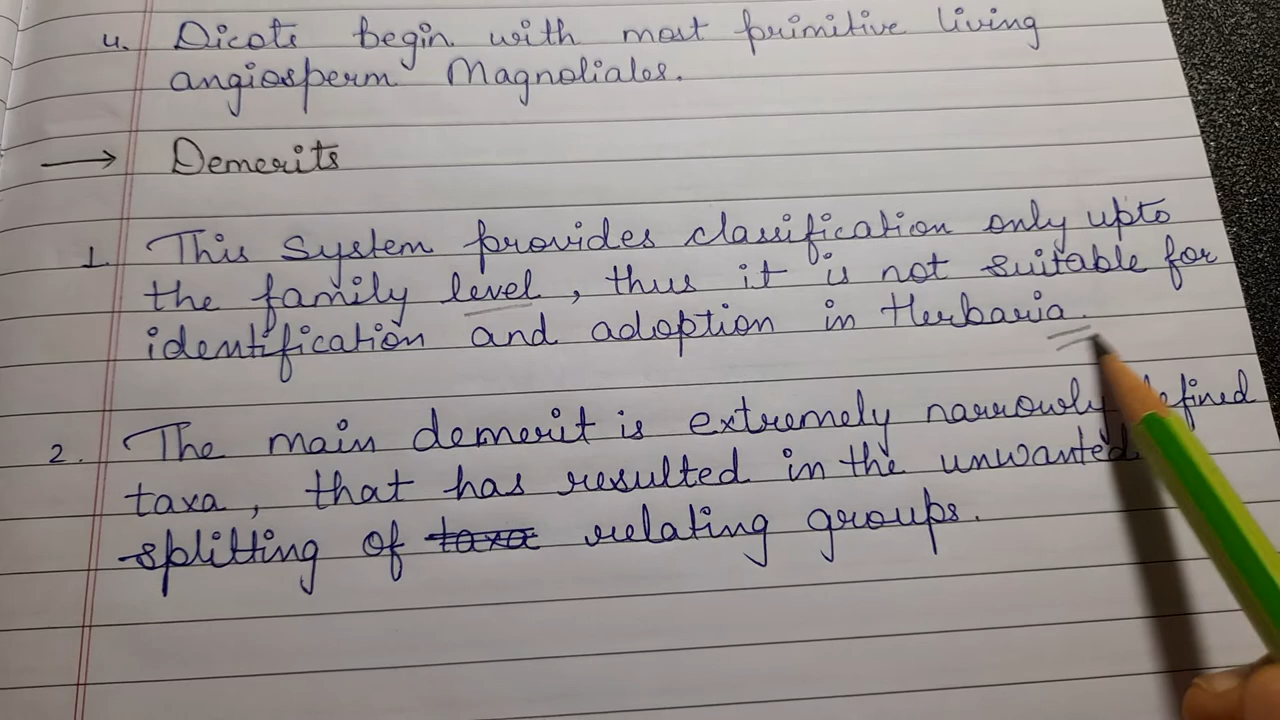 4. Dicots begin with most primitive living
angiosperm Magnoliales.
→ Demerits
1. This System provides classification only upto
the family level, thus it is not suitable for
identification and adoption in Herbaria.
2. The main demerit is extremely narrowly
taxa, that has resulted in the unwanted
splitting of taxa relating groups.